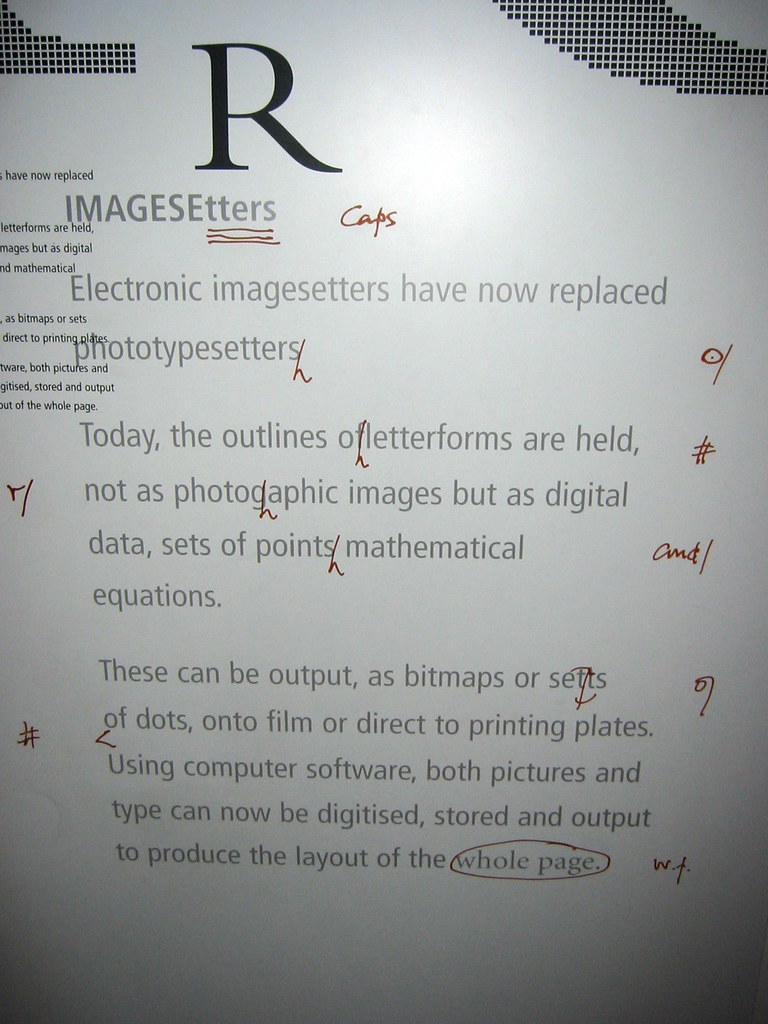 R
s have now replaced
IMAGESEtters Caps
letterforms are held,
mages but as digital
nd mathematical
Electronic imagesetters have now replaced
, as bitmaps or sets
direct to printing plates.
phototypesetters
tware, both pictures and
gitised, stored and output
out of the whole page.
Today, the outlines ofletterforms are held, #
r/ not as photogaphic images but as digital
data, sets of points mathematical and/
equations.
These can be output, as bitmaps or setts
# of dots, onto film or direct to printing plates.
Using computer software, both pictures and
type can now be digitised, stored and output
to produce the layout of the whole page. w.f.